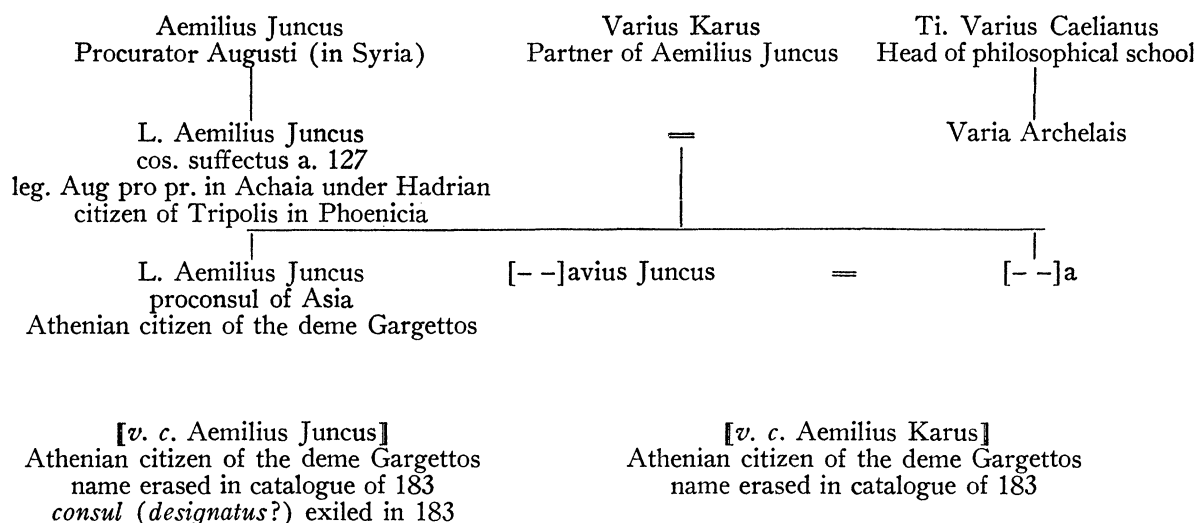 Aemilius Juncus
Procurator Augusti (in Syria)
Varius Karus
Partner of Aemilius Juncus
Ti. Varius Caelianus
Head of philosophical school
L. Aemilius Juncus
cos. suffectus a. 127
leg. Aug pro pr. in Achaia under Hadrian
citizen of Tripolis in Phoenicia
=
Varia Archelais
L. Aemilius Juncus
proconsul of Asia
Athenian citizen of the deme Gargettos
[– –]avius Juncus
=
[– –]a
⟦v. c. Aemilius Juncus⟧
Athenian citizen of the deme Gargettos
name erased in catalogue of 183
consul (designatus?) exiled in 183
⟦v. c. Aemilius Karus⟧
Athenian citizen of the deme Gargettos
name erased in catalogue of 183